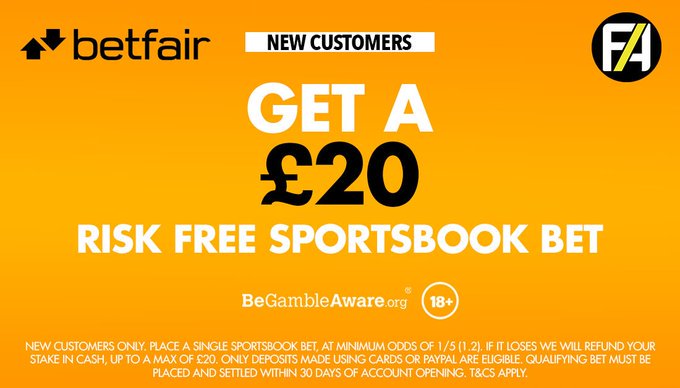 betfair
NEW CUSTOMERS
F/A
GET A
£20
RISK FREE SPORTSBOOK BET
BeGambleAware.org®
18+
NEW CUSTOMERS ONLY. PLACE A SINGLE SPORTSBOOK BET, AT MINIMUM ODDS OF 1/5 (1.2). IF IT LOSES WE WILL REFUND YOUR
STAKE IN CASH, UP TO A MAX OF £20. ONLY DEPOSITS MADE USING CARDS OR PAYPAL ARE ELIGIBLE. QUALIFYING BET MUST BE
PLACED AND SETTLED WITHIN 30 DAYS OF ACCOUNT OPENING. T&CS APPLY.